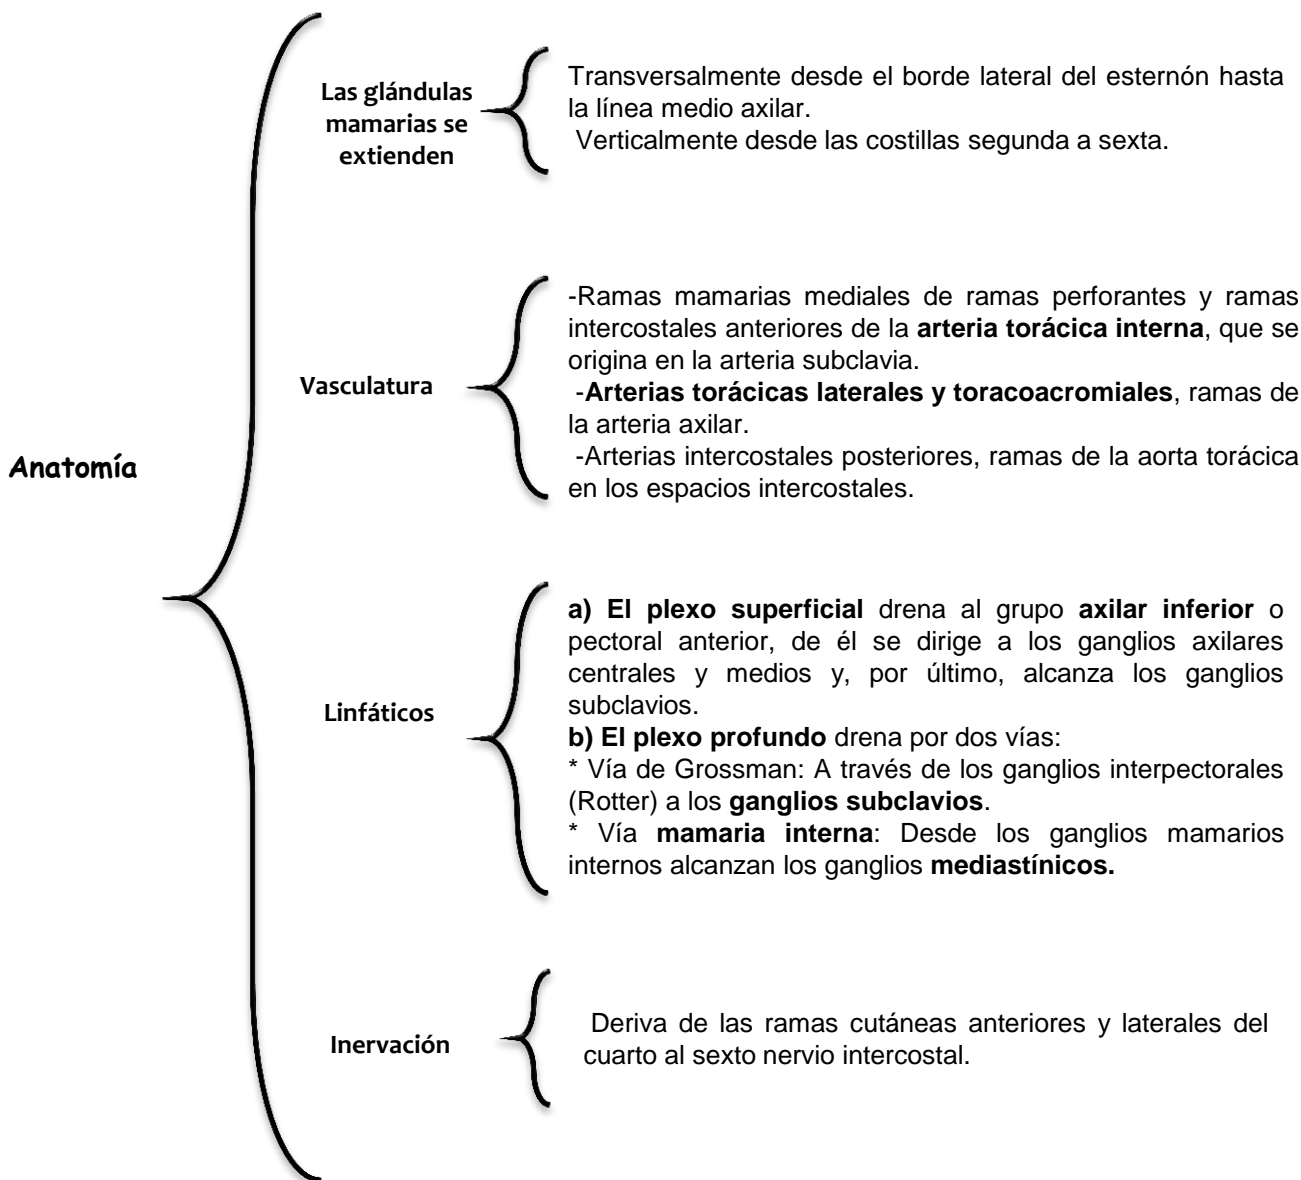 Anatomía
Las glándulas
mamarias se
extienden
Transversalmente desde el borde lateral del esternón hasta
la línea medio axilar.
Verticalmente desde las costillas segunda a sexta.
Vasculatura
-Ramas mamarias mediales de ramas perforantes y ramas
intercostales anteriores de la arteria torácica interna, que se
origina en la arteria subclavia.
-Arterias torácicas laterales y toracoacromiales, ramas de
la arteria axilar.
-Arterias intercostales posteriores, ramas de la aorta torácica
en los espacios intercostales.
Linfáticos
a) El plexo superficial drena al grupo axilar inferior o
pectoral anterior, de él se dirige a los ganglios axilares
centrales y medios y, por último, alcanza los ganglios
subclavios.
b) El plexo profundo drena por dos vías:
* Vía de Grossman: A través de los ganglios interpectorales
(Rotter) a los ganglios subclavios.
* Vía mamaria interna: Desde los ganglios mamarios
internos alcanzan los ganglios mediastínicos.
Inervación
Deriva de las ramas cutáneas anteriores y laterales del
cuarto al sexto nervio intercostal.